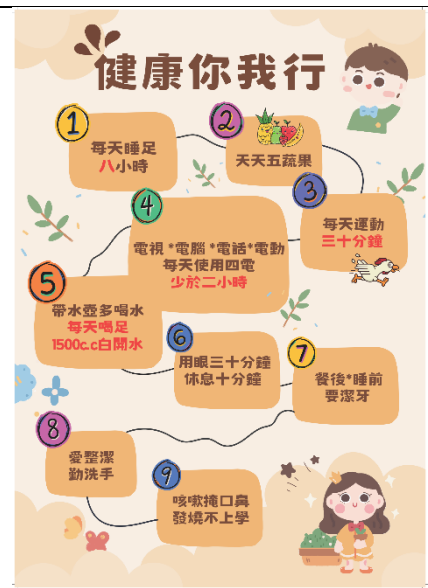 健康你我行
1
每天睡足
八小時
2
天天五蔬果
3
每天運動
三十分鐘
4
電視*電腦*電話*電動
每天使用四電
少於二小時
5
帶水壺多喝水
每天喝足
1500c.c白開水
6
用眼三十分鐘
休息十分鐘
7
餐後*睡前
要潔牙
8
愛整潔
勤洗手
9
咳嗽掩口鼻
發燒不上學